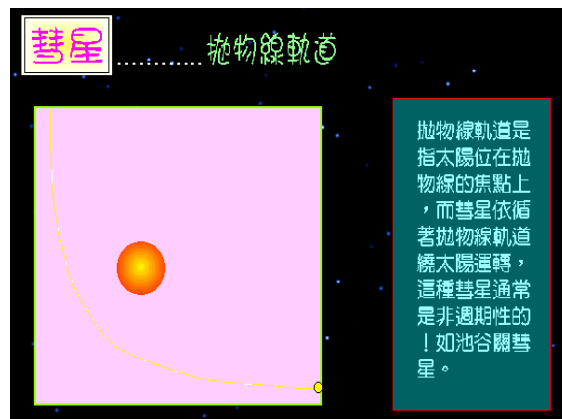 彗星............拋物線軌道
拋物線軌道是
指太陽位在拋
物線的焦點上
，而彗星依循
著拋物線軌道
繞太陽運轉，
這種彗星通常
是非週期性的
！如池谷關彗
星。